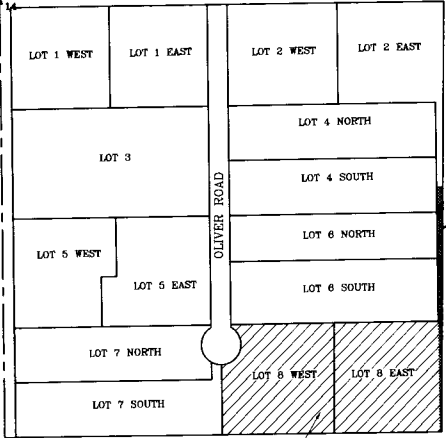 14
LOT 1 WEST
LOT 1 EAST
LOT 2 WEST
LOT 2 EAST
LOT 3
LOT 4 NORTH
LOT 4 SOUTH
OLIVER ROAD
LOT 5 WEST
LOT 5 EAST
LOT 6 NORTH
LOT 6 SOUTH
LOT 7 NORTH
LOT 7 SOUTH
LOT 8 WEST
LOT 8 EAST